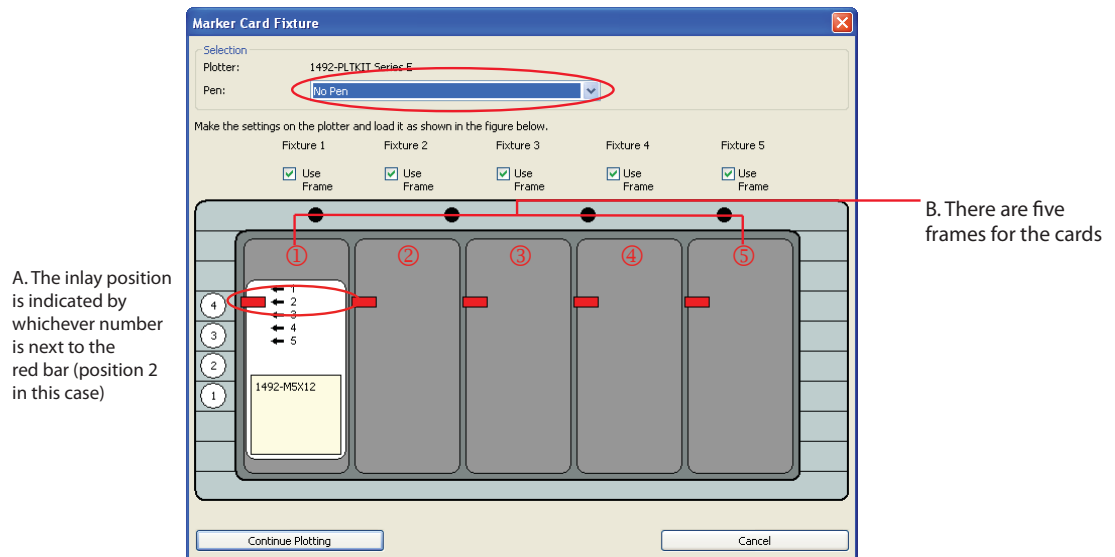 Marker Card Fixture
Selection
Plotter: 1492-PLTKIT Series E
Pen: No Pen
Make the settings on the plotter and load it as shown in the figure below.
Fixture 1 Fixture 2 Fixture 3 Fixture 4 Fixture 5
Use Use Use Use Use
Frame Frame Frame Frame Frame
B. There are five
frames for the cards
① ② ③ ④ ⑤
A. The inlay position
is indicated by
whichever number
is next to the
red bar (position 2
in this case)
1
4 2
3
3 4
5
2
1
1492-M5X12
Continue Plotting Cancel